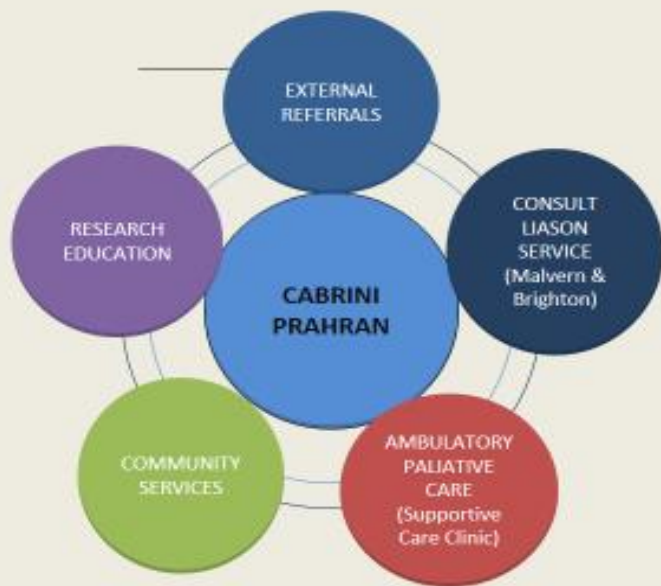 EXTERNAL
REFERRALS
CONSULT
LIASON
SERVICE
(Malvern &
Brighton)
AMBULATORY
PALIATIVE
CARE
(Supportive
Care Clinic)
COMMUNITY
SERVICES
RESEARCH
EDUCATION
CABRINI
PRAHRAN